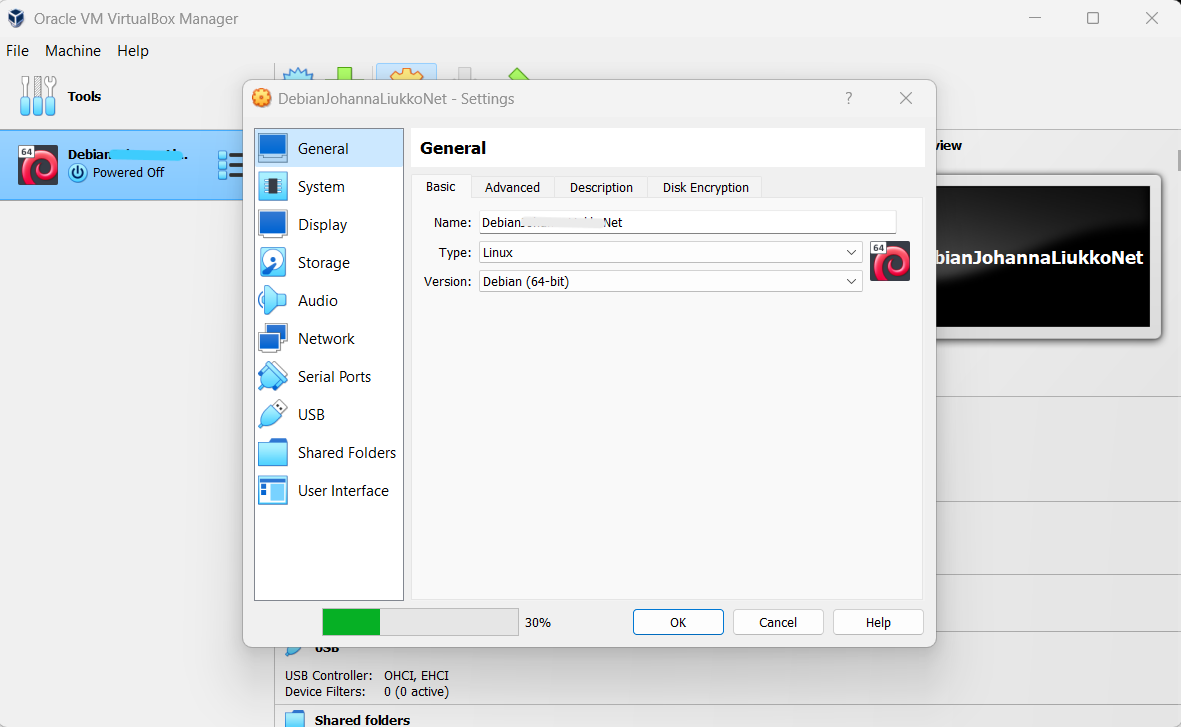 Oracle VM VirtualBox Manager
File Machine Help
Tools
DebianJohannaLiukkoNet - Settings
?
64
Debian
Powered Off
General
System
Display
Storage
Audio
Network
Serial Ports
USB
Shared Folders
User Interface
General
Basic Advanced Description Disk Encryption
Name: Debian Net
Type: Linux
Version: Debian (64-bit)
64
view
bianJohannaLiukkoNet
30%
OK Cancel Help
USB
USB Controller: OHCI, EHCI
Device Filters: 0 (0 active)
Shared folders